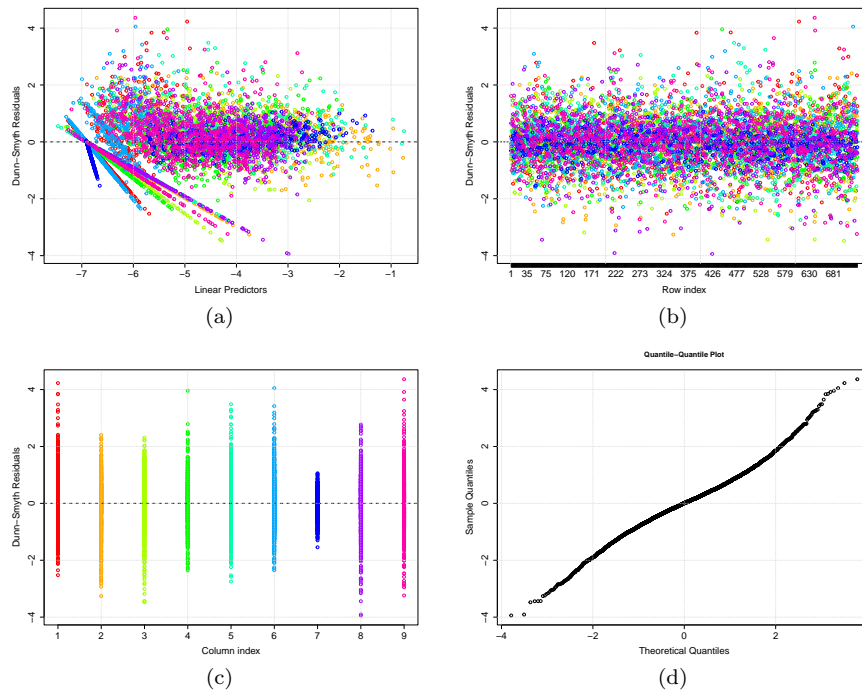 4
2
0
−2
−4
Dunn−Smyth Residuals
−7 −6 −5 −4 −3 −2 −1
Linear Predictors
(a)
4
2
0
−2
−4
Dunn−Smyth Residuals
1 35 75 120 171 222 273 324 375 426 477 528 579 630 681
Row index
(b)
4
2
0
−2
−4
Dunn−Smyth Residuals
1 2 3 4 5 6 7 8 9
Column index
(c)
Quantile−Quantile Plot
4
2
0
−2
−4
Sample Quantiles
−4 −2 0 2
Theoretical Quantiles
(d)